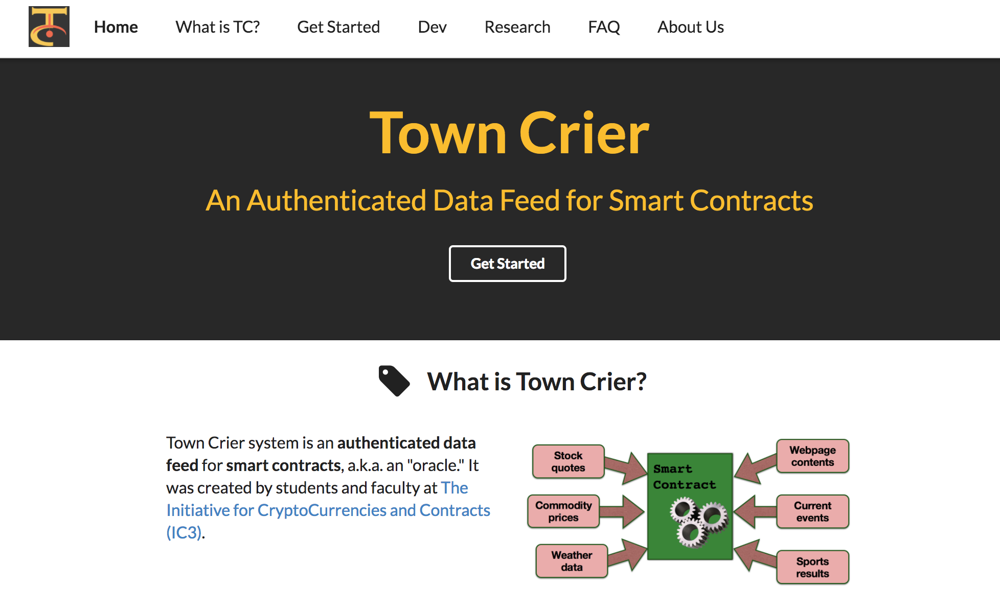 TC
Home What is TC? Get Started Dev Research FAQ About Us
Town Crier
An Authenticated Data Feed for Smart Contracts
Get Started
What is Town Crier?
Town Crier system is an authenticated data
feed for smart contracts, a.k.a. an "oracle." It
was created by students and faculty at The
Initiative for CryptoCurrencies and Contracts
(IC3).
Stock
quotes
Commodity
prices
Weather
data
Smart
Contract
Webpage
contents
Current
events
Sports
results